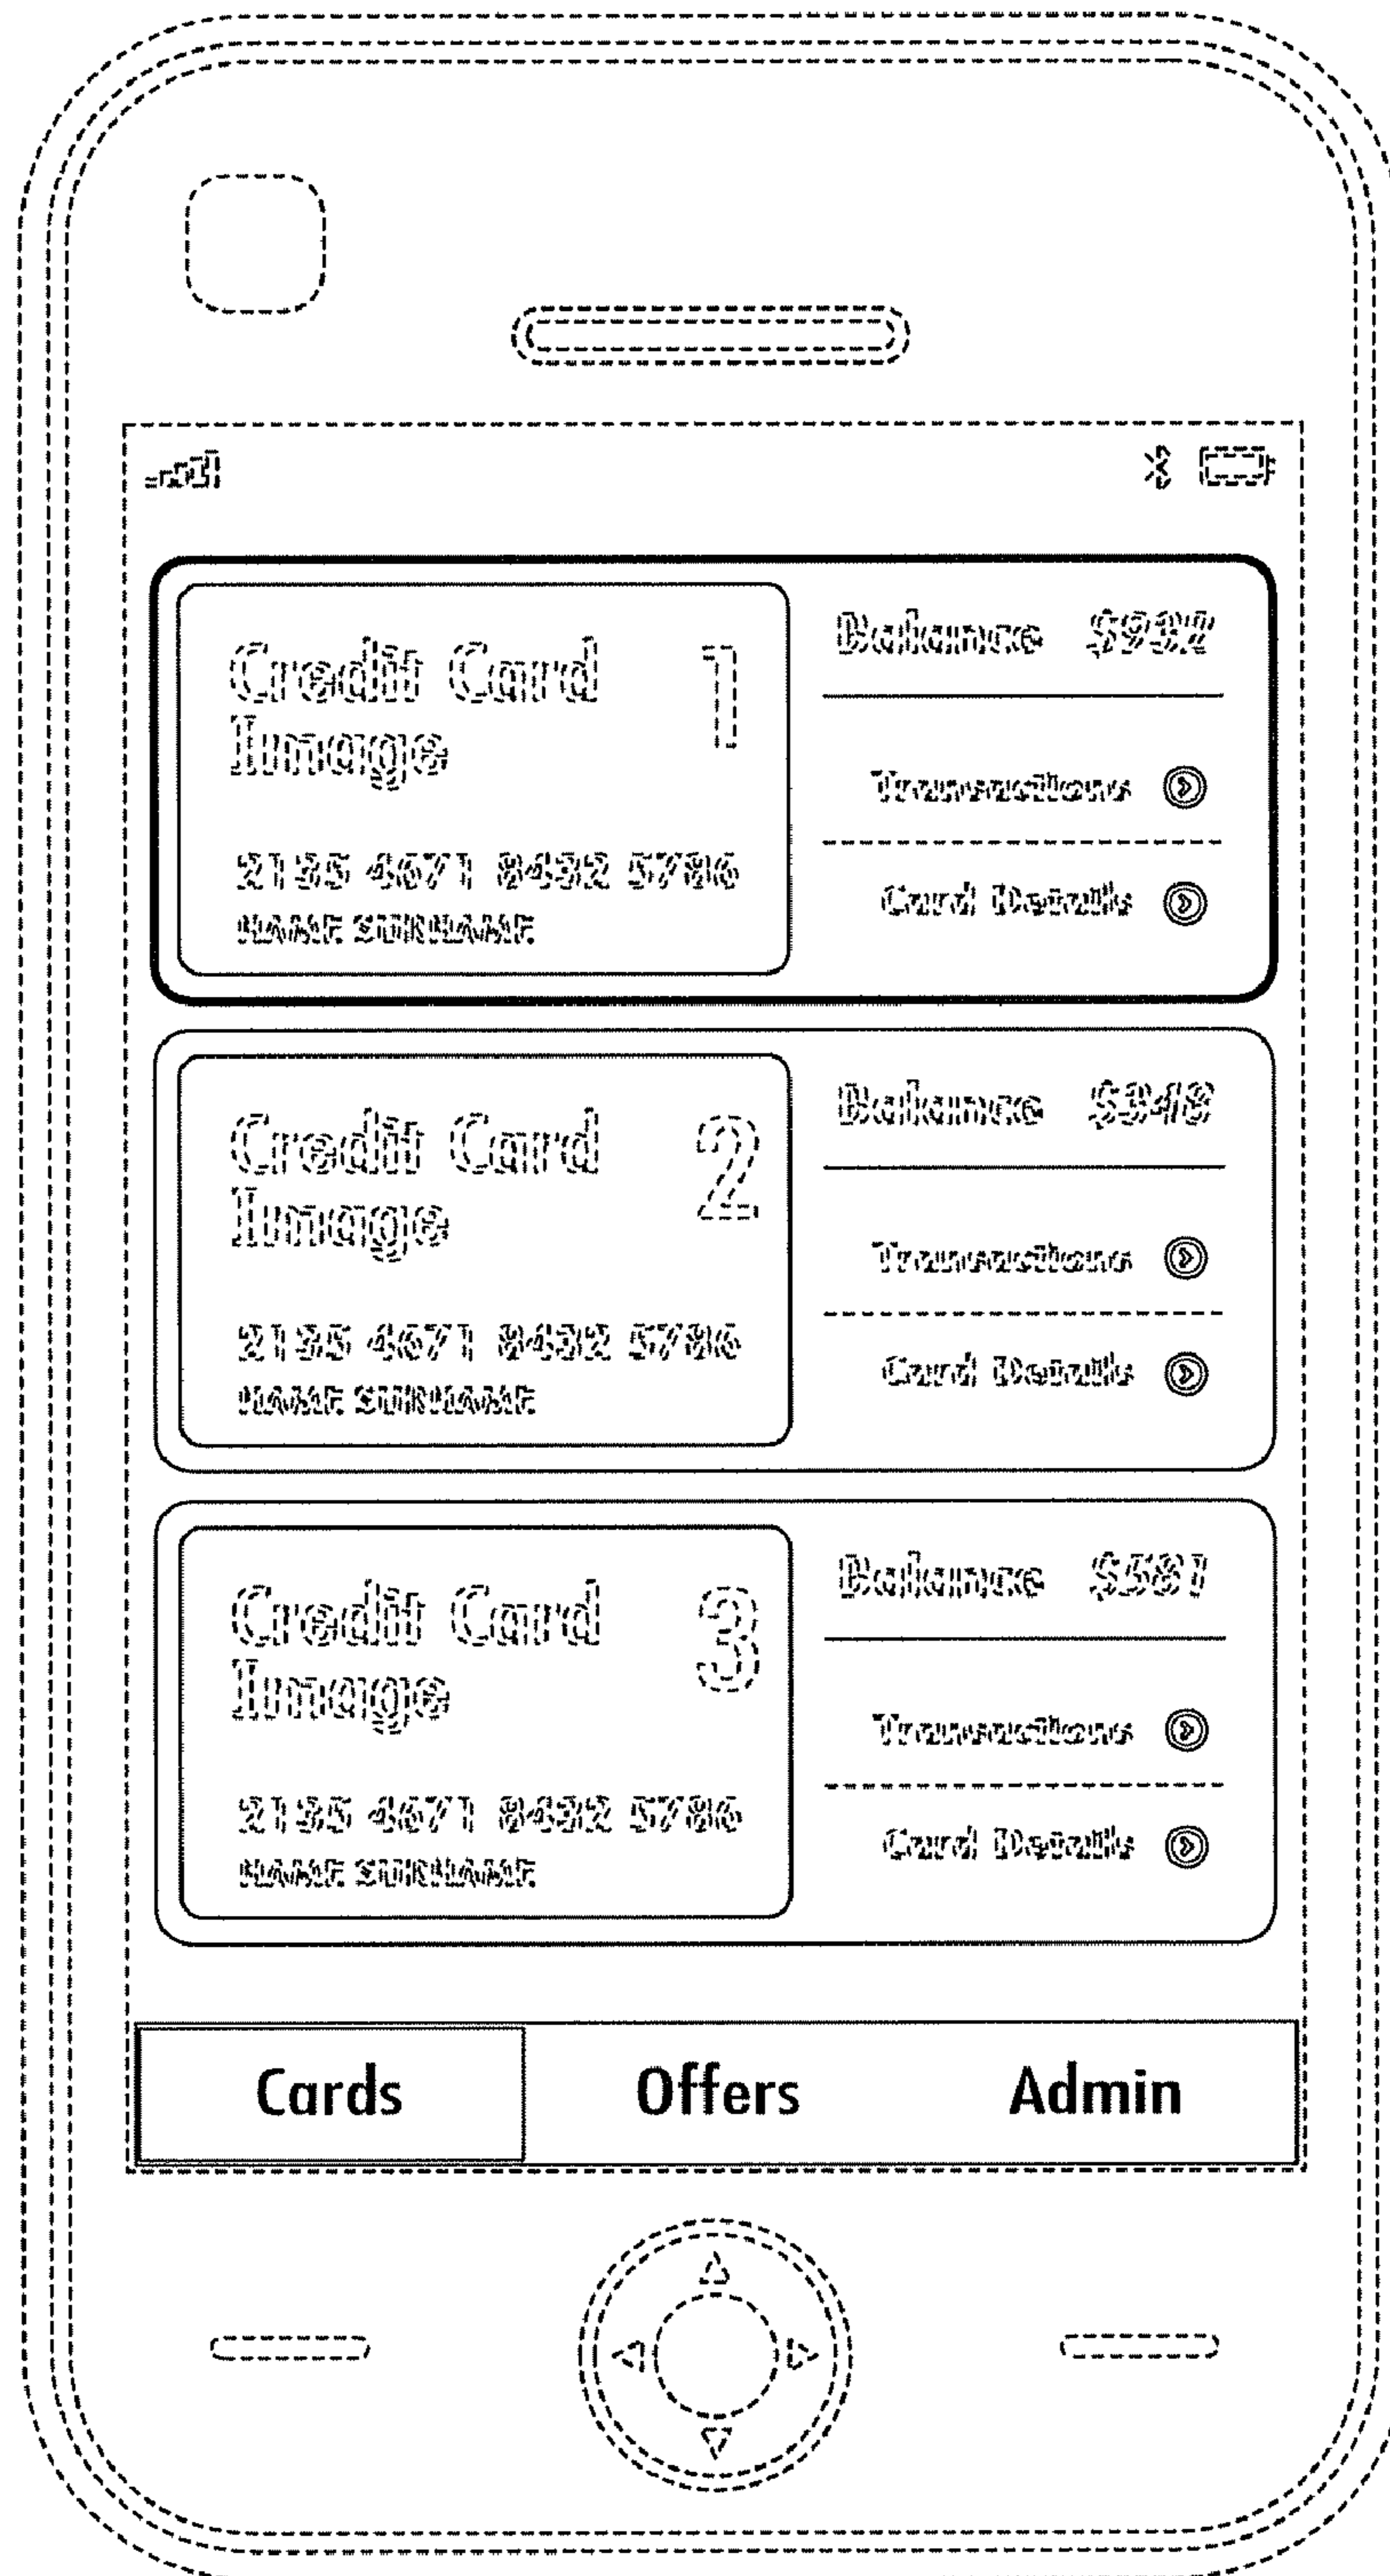 Credit Card 1
Image
2135 4671 8432 5786
NAME SURNAME
Balance $932
Transactions
Card Details
Credit Card 2
Image
2135 4671 8432 5786
NAME SURNAME
Balance $348
Transactions
Card Details
Credit Card 3
Image
2135 4671 8432 5786
NAME SURNAME
Balance $581
Transactions
Card Details
Cards Offers Admin